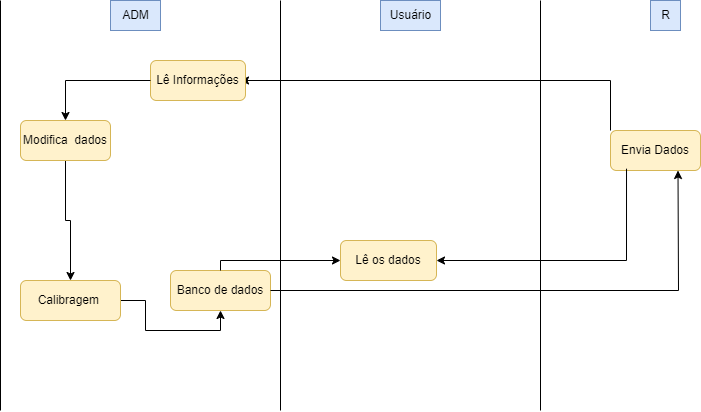 ADM
Usuário
R
Lê Informações
Modifica dados
Envia Dados
Lê os dados
Banco de dados
Calibragem